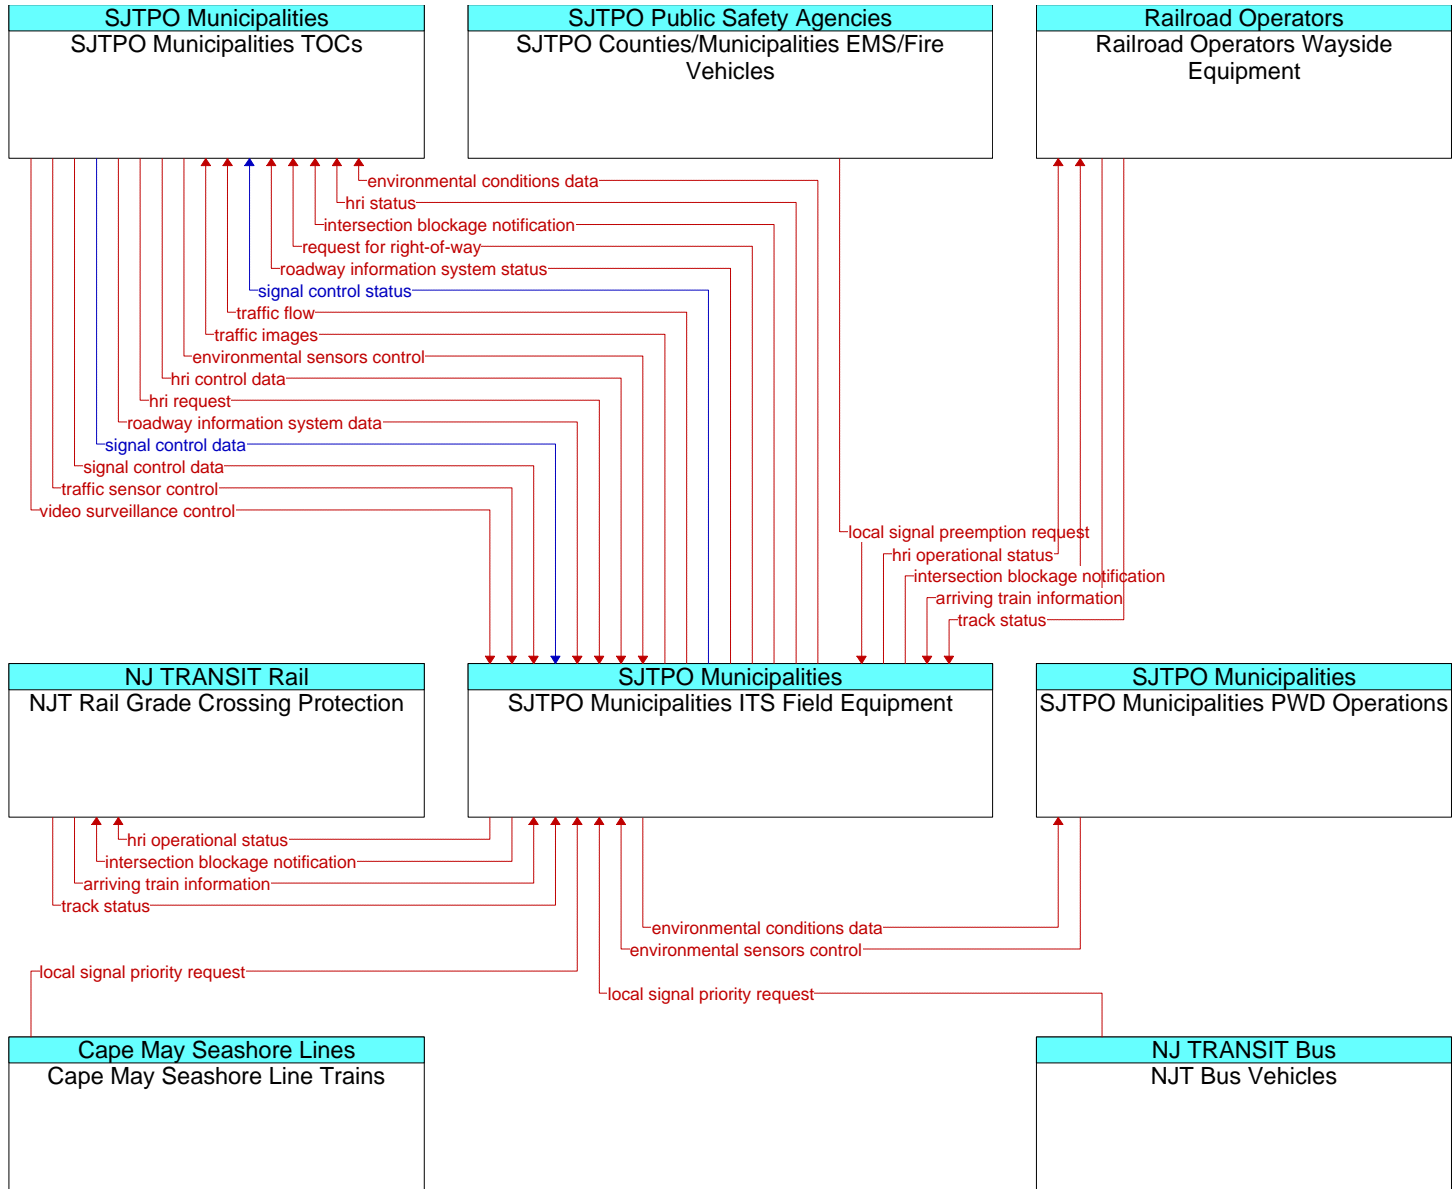 SJTPO Municipalities
SJTPO Municipalities TOCs
SJTPO Public Safety Agencies
SJTPO Counties/Municipalities EMS/Fire
Vehicles
Railroad Operators
Railroad Operators Wayside
Equipment
environmental conditions data
hri status
intersection blockage notification
request for right-of-way
roadway information system status
signal control status
traffic flow
traffic images
environmental sensors control
hri control data
hri request
roadway information system data
signal control data
signal control data
traffic sensor control
video surveillance control
local signal preemption request
hri operational status
intersection blockage notification
arriving train information
track status
NJ TRANSIT Rail
NJT Rail Grade Crossing Protection
SJTPO Municipalities
SJTPO Municipalities ITS Field Equipment
SJTPO Municipalities
SJTPO Municipalities PWD Operations
hri operational status
intersection blockage notification
arriving train information
track status
environmental conditions data
environmental sensors control
local signal priority request
local signal priority request
Cape May Seashore Lines
Cape May Seashore Line Trains
NJ TRANSIT Bus
NJT Bus Vehicles